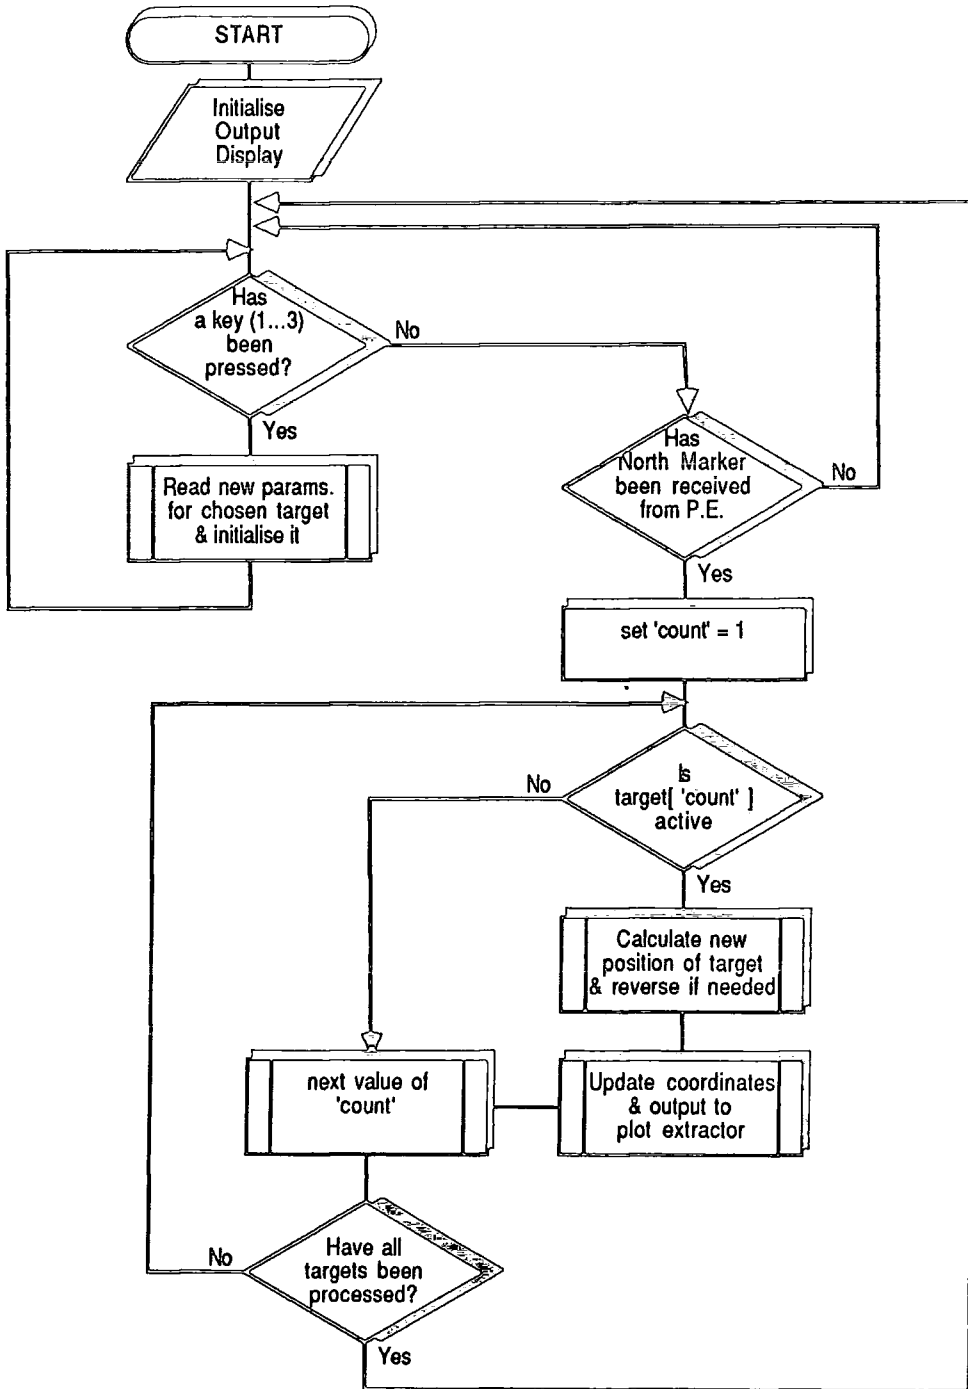 START
Initialise
Output
Display
Has
a key (1...3)
been
pressed?
No
Yes
Read new params.
for chosen target
& initialise it
Has
North Marker
been received
from P.E.
No
Yes
set 'count' = 1
Is
target[ 'count' ]
active
No
Yes
Calculate new
position of target
& reverse if needed
Update coordinates
& output to
plot extractor
next value of
'count'
Have all
targets been
processed?
No
Yes